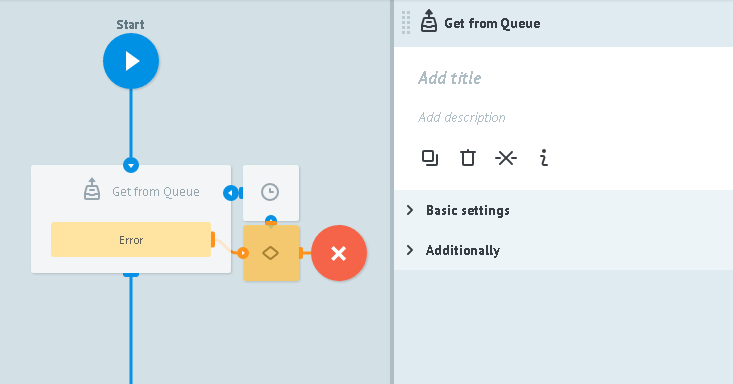 Start
Get from Queue
Error
Get from Queue
Add title
Add description
Basic settings
Additionally